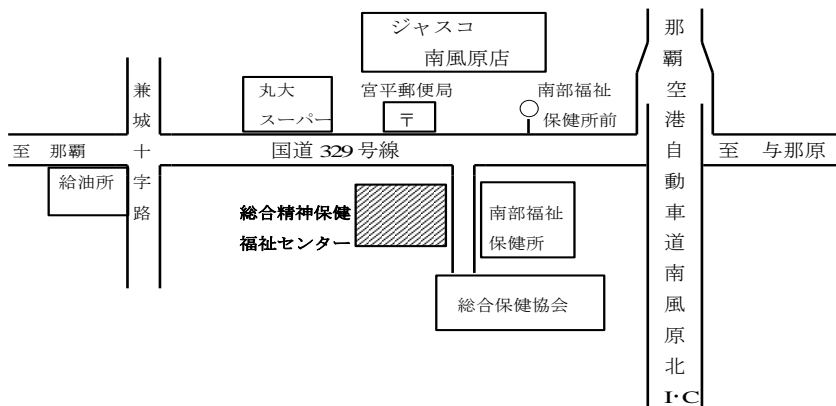 ジャスコ
南風原店
丸大
スーパー
宮平郵便局
〒
南部福祉
保健所前
兼城十字路
至 那覇
国道 329 号線
至 与那原
給油所
総合精神保健
福祉センター
南部福祉
保健所
総合保健協会
那覇空港自動車道南風原北I・C